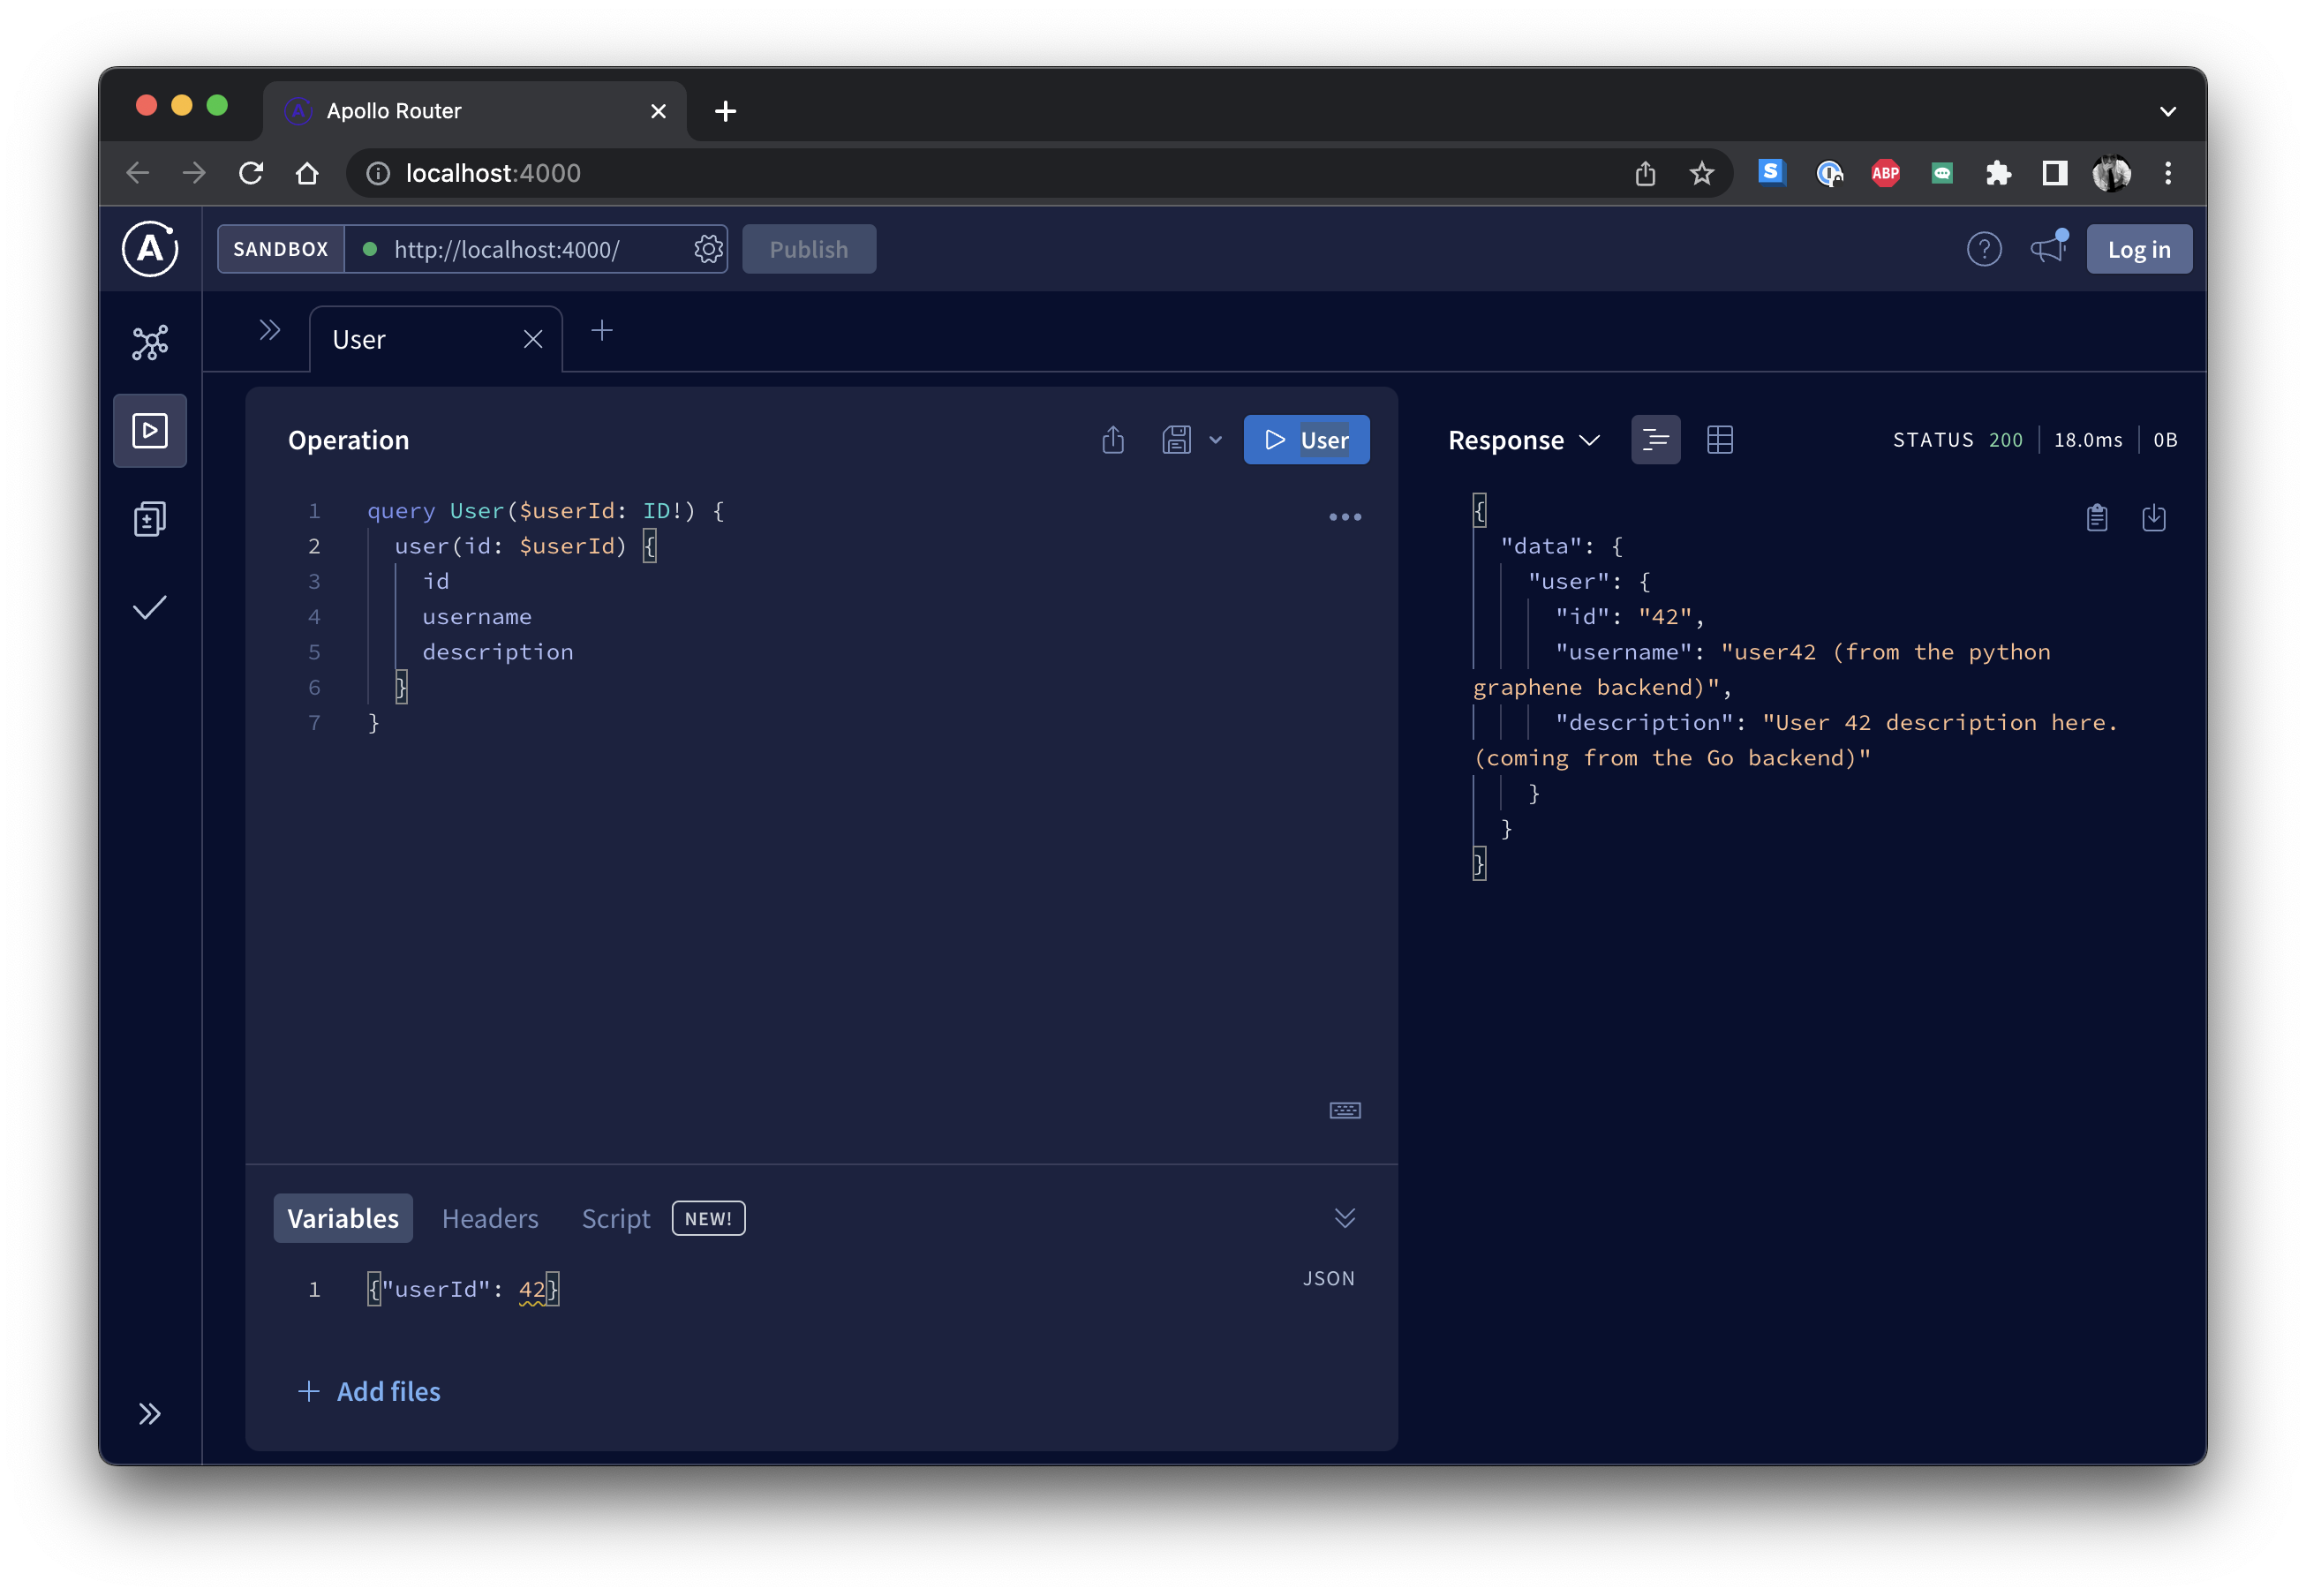 Apollo Router
localhost:4000
S
ABP
A
SANDBOX
http://localhost:4000/
Publish
?
Log in
User
Operation
User
1 query User($userId: ID!) {
2 user(id: $userId) {
3 id
4 username
5 description
6 }
7 }
Response
STATUS 200
18.0ms
0B
{
"data": {
"user": {
"id": "42",
"username": "user42 (from the python
graphene backend)",
"description": "User 42 description here.
(coming from the Go backend)"
}
}
}
Variables
Headers
Script
NEW!
JSON
1 {"userId": 42}
Add files